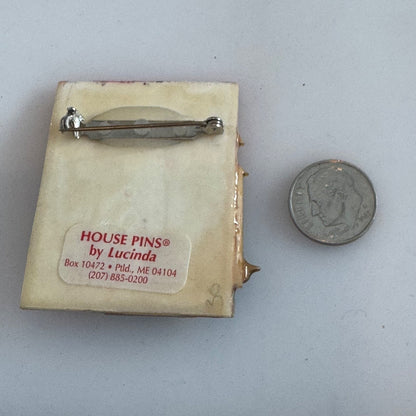 HOUSE PINS®
by Lucinda
Box 10472 • Ptld., ME 04104
(207) 885-0200